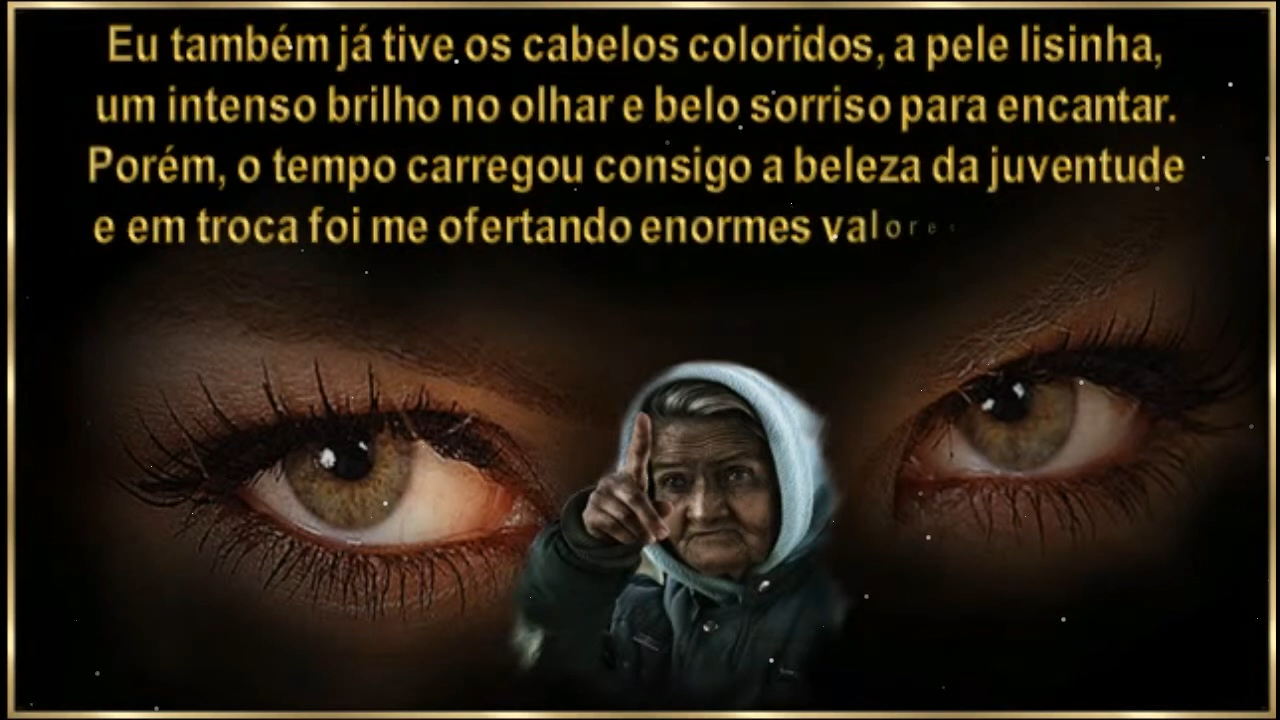 Eu também já tive os cabelos coloridos, a pele lisinha,
um intenso brilho no olhar e belo sorriso para encantar.
Porém, o tempo carregou consigo a beleza da juventude
e em troca foi me ofertando enormes valores